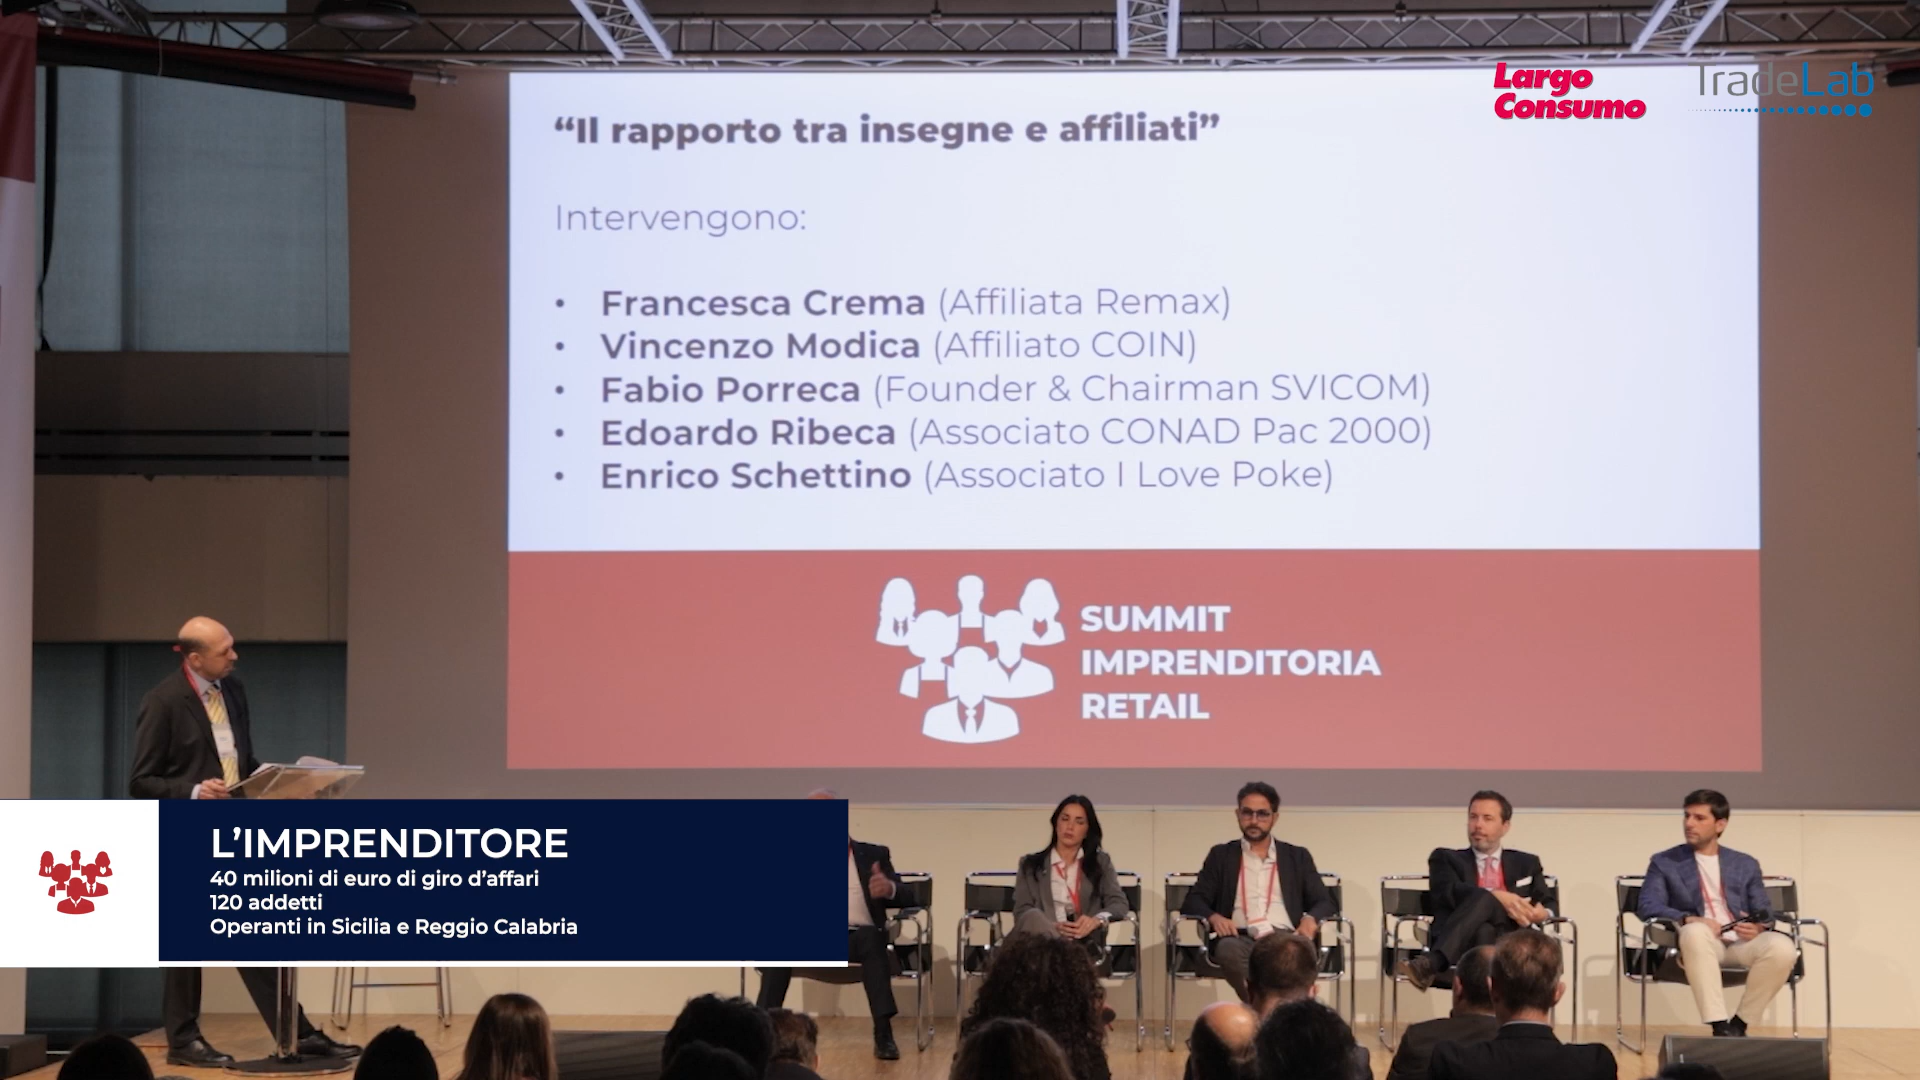 Largo
Consumo
TradeLab
“Il rapporto tra insegne e affiliati”
Intervengono:
• Francesca Crema (Affiliata Remax)
• Vincenzo Modica (Affiliato COIN)
• Fabio Porreca (Founder & Chairman SVICOM)
• Edoardo Ribeca (Associato CONAD Pac 2000)
• Enrico Schettino (Associato I Love Poke)
SUMMIT
IMPRENDITORIA
RETAIL
L’IMPRENDITORE
40 milioni di euro di giro d’affari
120 addetti
Operanti in Sicilia e Reggio Calabria